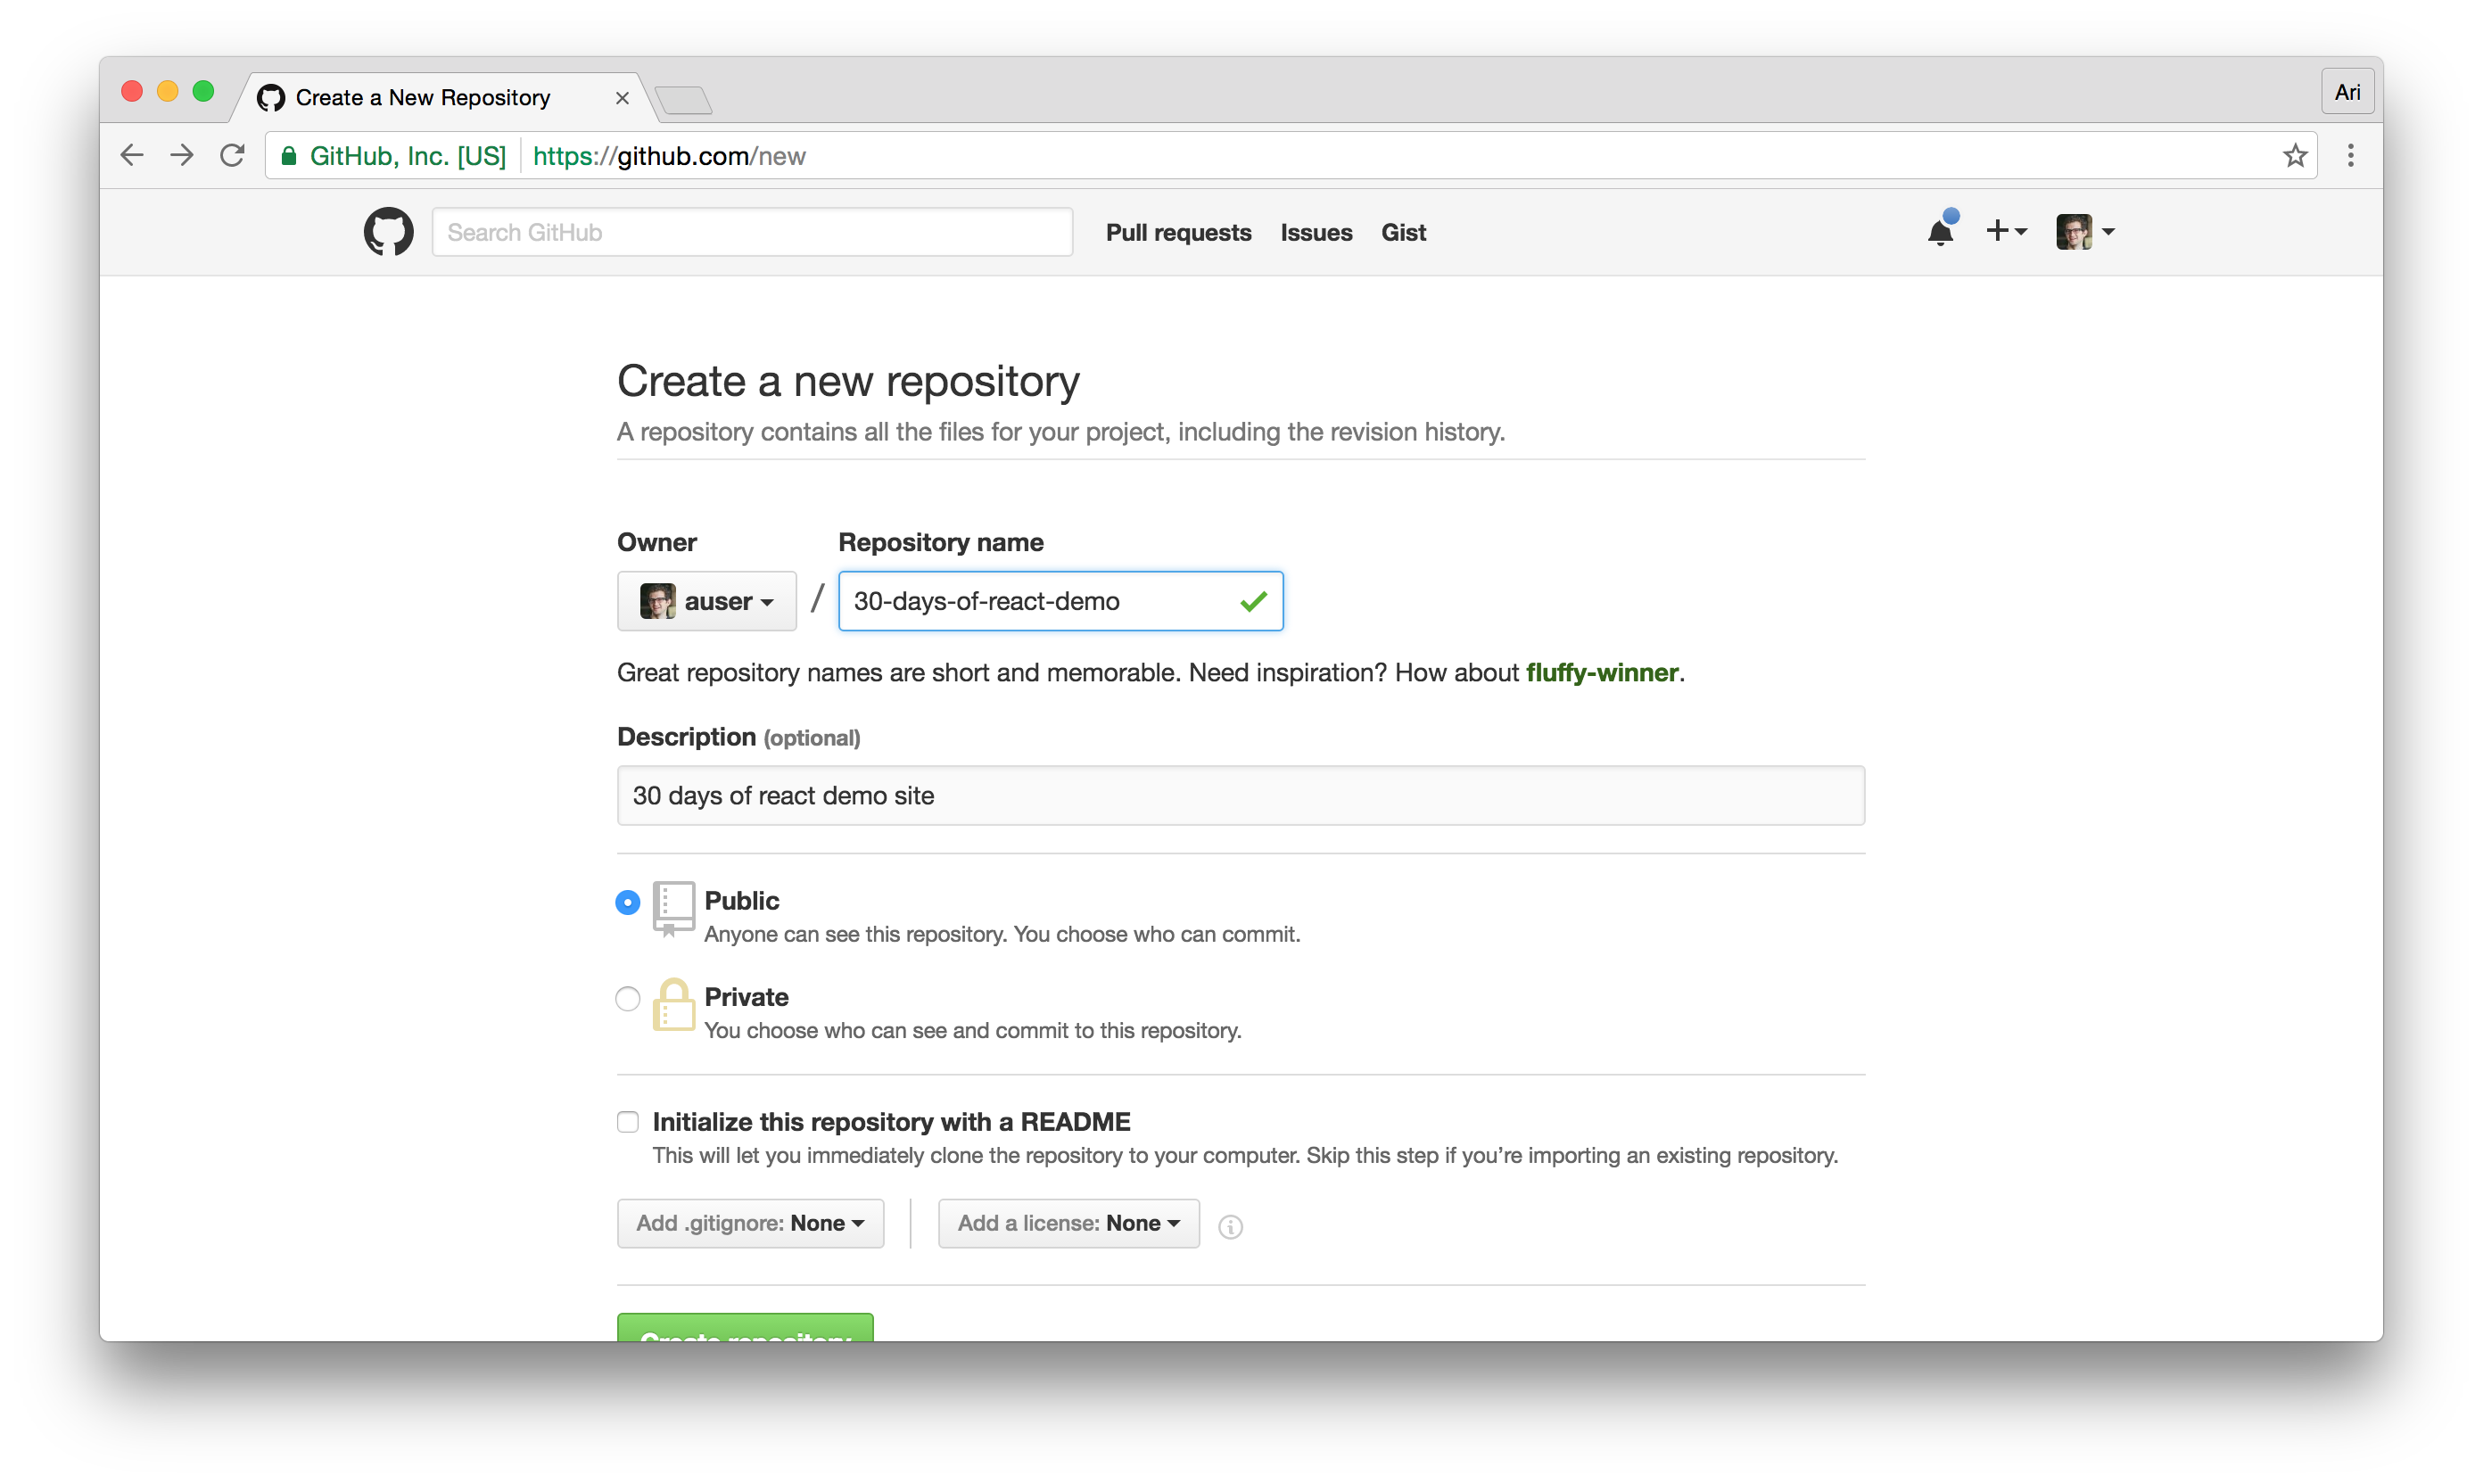 Create a New Repository
Ari
GitHub, Inc. [US] https://github.com/new
Search GitHub Pull requests Issues Gist
Create a new repository
A repository contains all the files for your project, including the revision history.
Owner Repository name
auser / 30-days-of-react-demo
Great repository names are short and memorable. Need inspiration? How about fluffy-winner.
Description (optional)
30 days of react demo site
Public
Anyone can see this repository. You choose who can commit.
Private
You choose who can see and commit to this repository.
Initialize this repository with a README
This will let you immediately clone the repository to your computer. Skip this step if you’re importing an existing repository.
Add .gitignore: None Add a license: None
Create repository